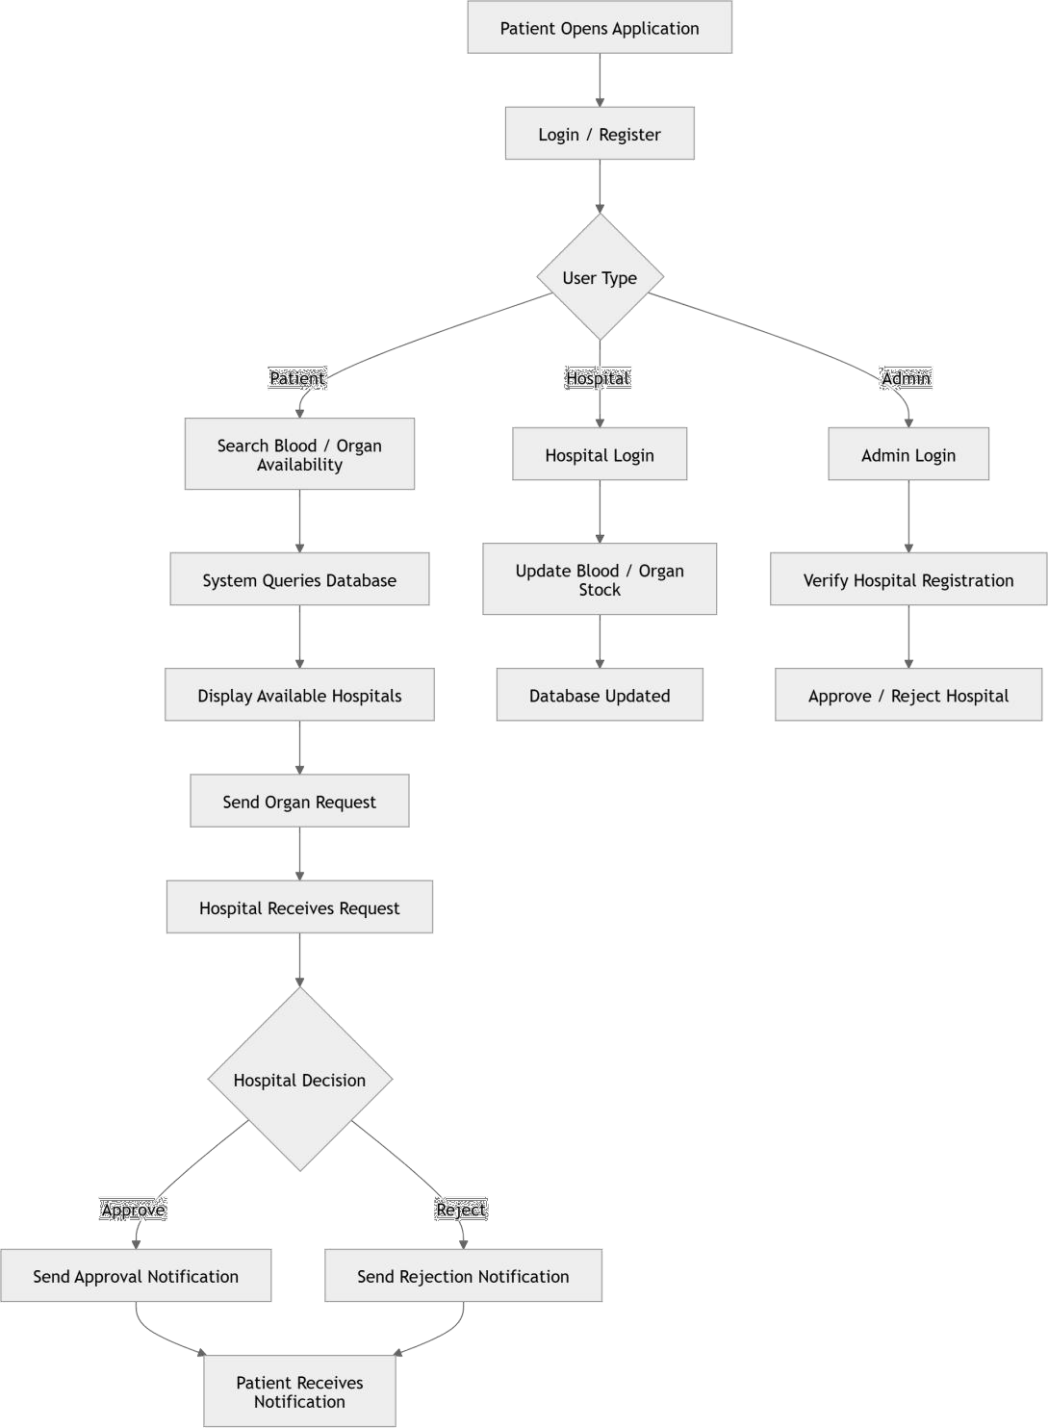 Patient Opens Application
Login / Register
User Type
Patient
Hospital
Admin
Search Blood / Organ
Availability
Hospital Login
Admin Login
System Queries Database
Update Blood / Organ
Stock
Verify Hospital Registration
Display Available Hospitals
Database Updated
Approve / Reject Hospital
Send Organ Request
Hospital Receives Request
Hospital Decision
Approve
Reject
Send Approval Notification
Send Rejection Notification
Patient Receives
Notification